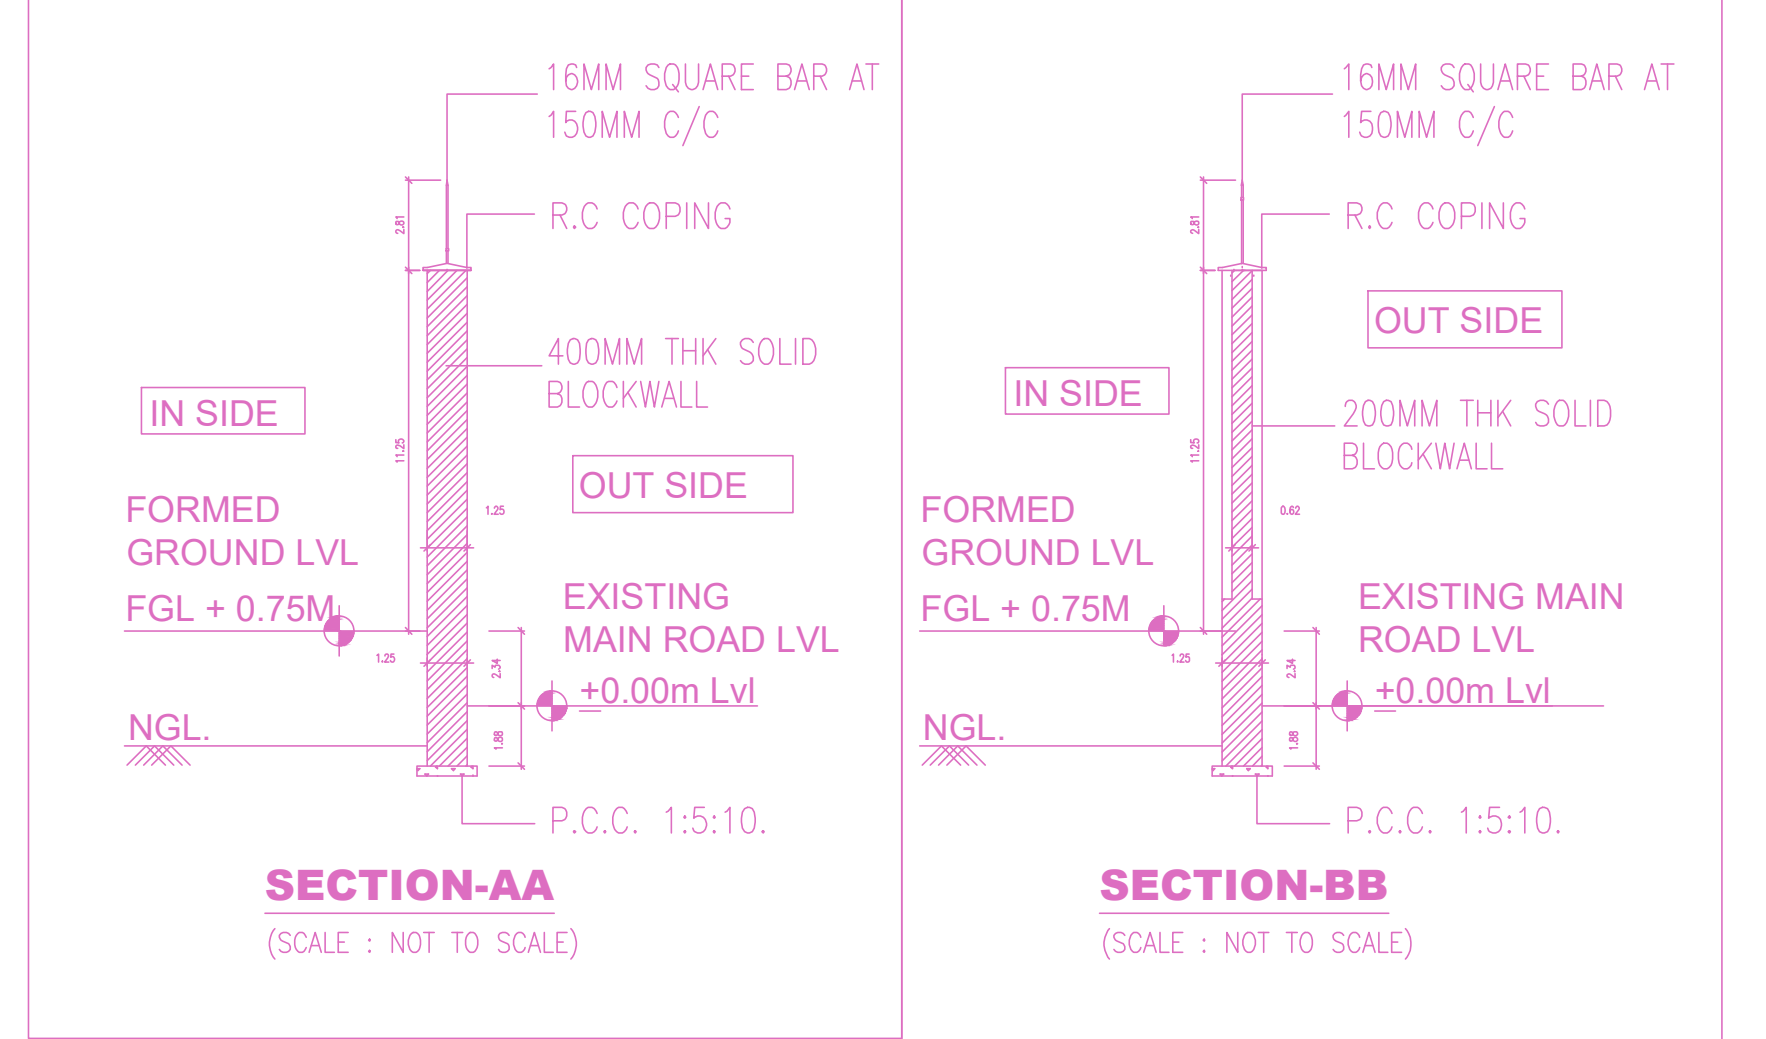 16MM SQUARE BAR AT
150MM C/C
2.81
R.C COPING
400MM THK SOLID
BLOCKWALL
IN SIDE
11.25
OUT SIDE
1.25
FORMED
GROUND LVL
FGL + 0.75M
EXISTING
MAIN ROAD LVL
1.25
2.34
+0.00m Lvl
NGL.
1.88
P.C.C. 1:5:10.
SECTION-AA
(SCALE : NOT TO SCALE)
16MM SQUARE BAR AT
150MM C/C
2.81
R.C COPING
OUT SIDE
IN SIDE
200MM THK SOLID
BLOCKWALL
11.25
0.62
FORMED
GROUND LVL
FGL + 0.75M
EXISTING MAIN
ROAD LVL
1.25
2.34
+0.00m Lvl
NGL.
1.88
P.C.C. 1:5:10.
SECTION-BB
(SCALE : NOT TO SCALE)